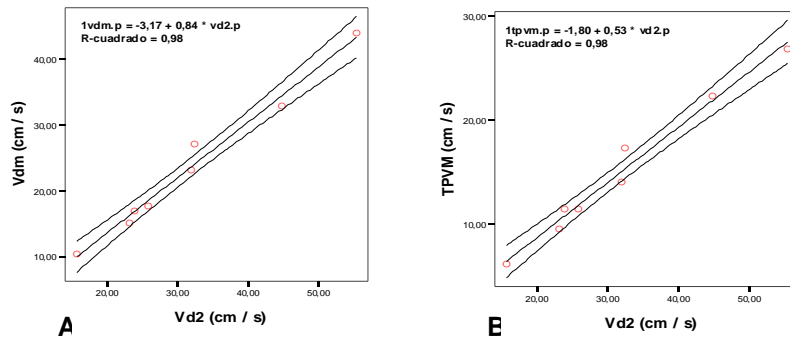 1vdm.p = -3,17 + 0,84 * vd2.p
R-cuadrado = 0,98
40,00
30,00
20,00
10,00
Vdm (cm / s)
20,00 30,00 40,00 50,00
A
Vd2 (cm / s)
1tpvm.p = -1,80 + 0,53 * vd2.p
R-cuadrado = 0,98
30,00
20,00
10,00
TPVM (cm / s)
20,00 30,00 40,00 50,00
B
Vd2 (cm / s)